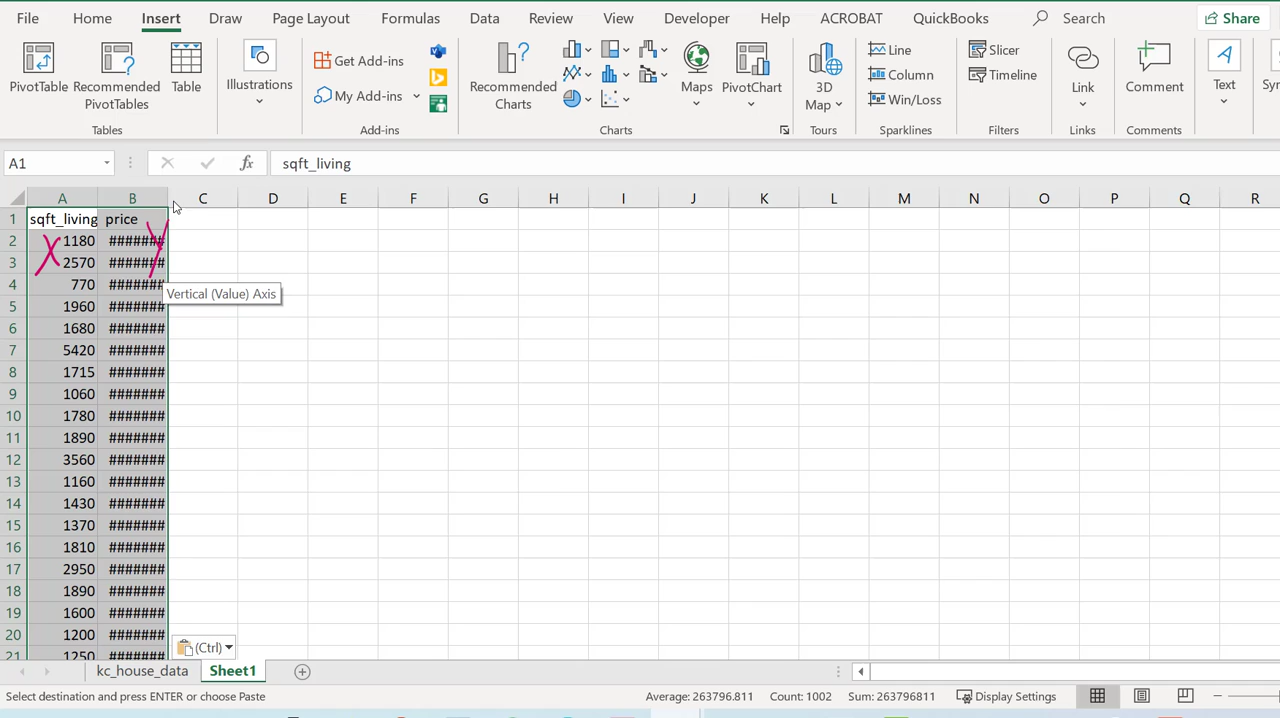 File Home Insert Draw Page Layout Formulas Data Review View Developer Help ACROBAT QuickBooks Search Share
PivotTable
Recommended
PivotTables
Table
Tables
Illustrations
Get Add-ins
My Add-ins
Add-ins
Recommended
Charts
Maps
PivotChart
Charts
3D
Map
Tours
Line
Column
Win/Loss
Sparklines
Slicer
Timeline
Filters
Link
Links
Comment
Comments
Text
A1 fx sqft_living
A B C D E F G H I J K L M N O P Q R
1 sqft_living price
2 1180 #######
3 2570 #######
4 770 #######
Vertical (Value) Axis
5 1960 #######
6 1680 #######
7 5420 #######
8 1715 #######
9 1060 #######
10 1780 #######
11 1890 #######
12 3560 #######
13 1160 #######
14 1430 #######
15 1370 #######
16 1810 #######
17 2950 #######
18 1890 #######
19 1600 #######
20 1200 #######
21 1250 #######
X Y
(Ctrl)
kc_house_data Sheet1
Select destination and press ENTER or choose Paste Average: 263796.811 Count: 1002 Sum: 263796811 Display Settings